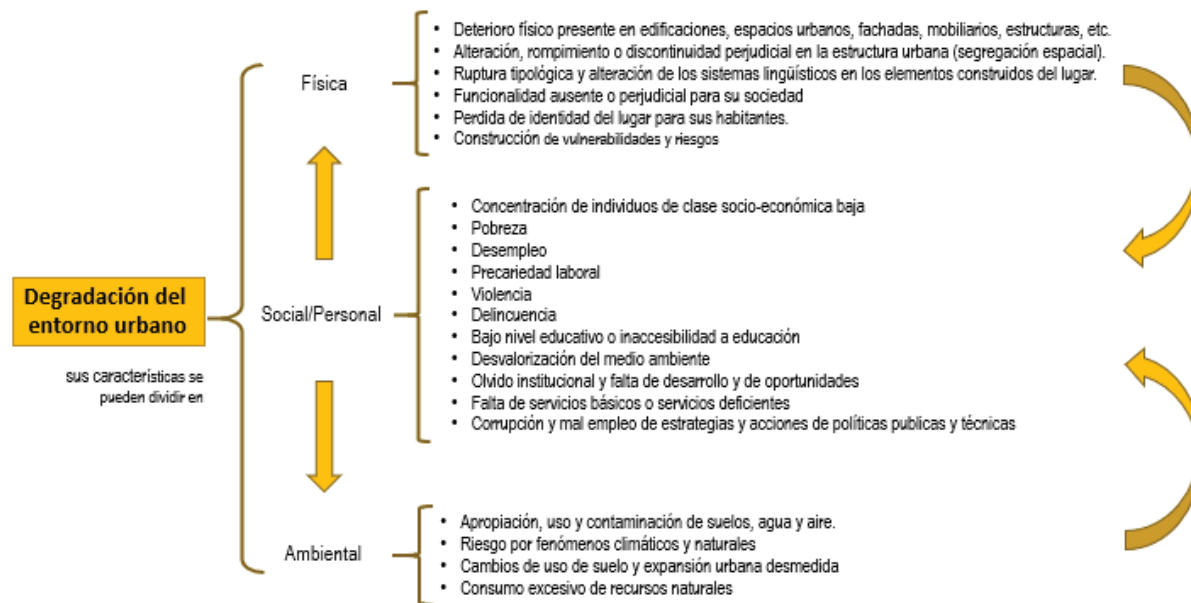 Deterioro físico presente en edificaciones, espacios urbanos, fachadas, mobiliarios, estructuras, etc.
Alteración, rompimiento o discontinuidad perjudicial en la estructura urbana (segregación espacial).
Ruptura tipológica y alteración de los sistemas lingüísticos en los elementos construidos del lugar.
Funcionalidad ausente o perjudicial para su sociedad
Perdida de identidad del lugar para sus habitantes.
Construcción de vulnerabilidades y riesgos
Física
Concentración de individuos de clase socio-económica baja
Pobreza
Desempleo
Precariedad laboral
Violencia
Delincuencia
Bajo nivel educativo o inaccesibilidad a educación
Desvalorización del medio ambiente
Olvido institucional y falta de desarrollo y de oportunidades
Falta de servicios básicos o servicios deficientes
Corrupción y mal empleo de estrategias y acciones de políticas publicas y técnicas
Social/Personal
Degradación del
entorno urbano
sus características se
pueden dividir en
Apropiación, uso y contaminación de suelos, agua y aire.
Riesgo por fenómenos climáticos y naturales
Cambios de uso de suelo y expansión urbana desmedida
Consumo excesivo de recursos naturales
Ambiental